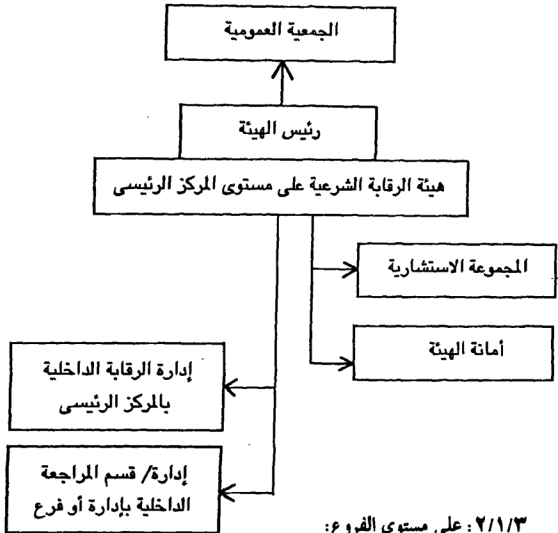 الجمعية العمومية
رئيس الهيئة
هيئة الرقابة الشرعية على مستوى المركز الرئيسى
المجموعة الاستشارية
أمانة الهيئة
إدارة الرقابة الداخلية
بالمركز الرئيسى
إدارة/ قسم المراجعة
الداخلية بإدارة أو فرع
٢/١/٣: على مستوى الفروع: